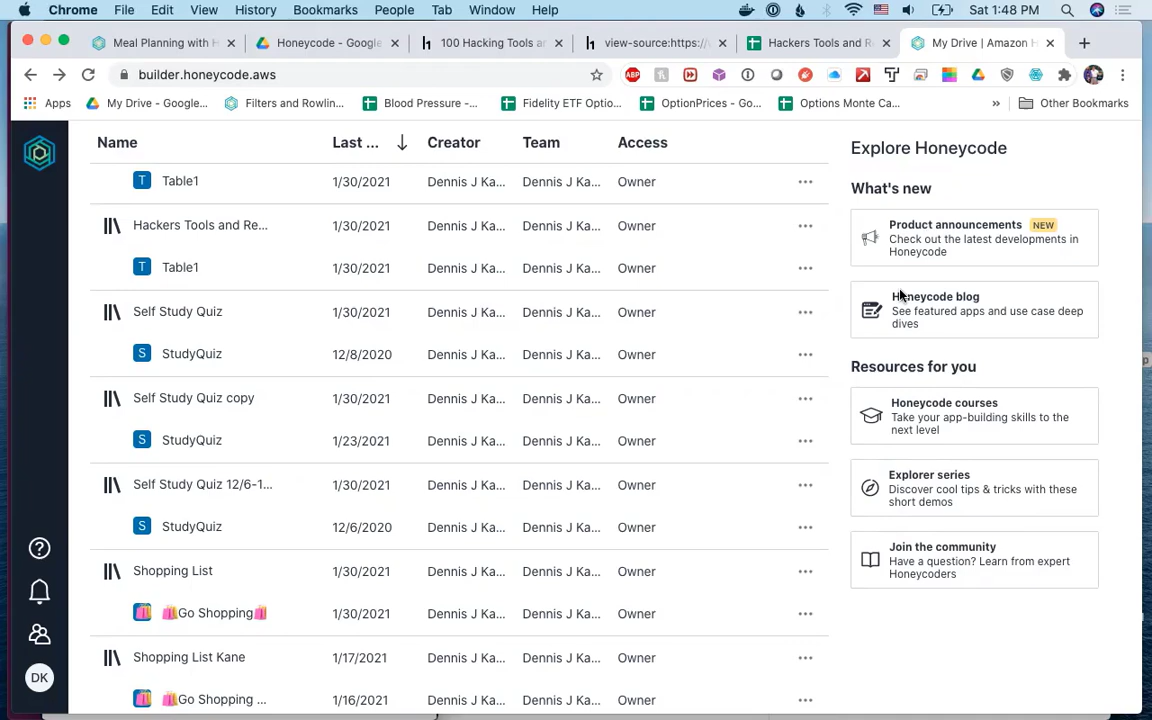 Chrome File Edit View History Bookmarks People Tab Window Help Sat 1:48 PM
Meal Planning with H Honeycode - Google 100 Hacking Tools a view-source:https:// Hackers Tools and R My Drive | Amazon H
builder.honeycode.aws
Apps My Drive - Google... Filters and Rowlin... Blood Pressure -... Fidelity ETF Optio... OptionPrices - Go... Options Monte Ca... » Other Bookmarks
Name Last ... Creator Team Access
Table1 1/30/2021 Dennis J Ka... Dennis J Ka... Owner
Hackers Tools and Re... 1/30/2021 Dennis J Ka... Dennis J Ka... Owner
Table1 1/30/2021 Dennis J Ka... Dennis J Ka... Owner
Self Study Quiz 1/30/2021 Dennis J Ka... Dennis J Ka... Owner
StudyQuiz 12/8/2020 Dennis J Ka... Dennis J Ka... Owner
Self Study Quiz copy 1/30/2021 Dennis J Ka... Dennis J Ka... Owner
StudyQuiz 1/23/2021 Dennis J Ka... Dennis J Ka... Owner
Self Study Quiz 12/6-1... 1/30/2021 Dennis J Ka... Dennis J Ka... Owner
StudyQuiz 12/6/2020 Dennis J Ka... Dennis J Ka... Owner
Shopping List 1/30/2021 Dennis J Ka... Dennis J Ka... Owner
🛍️Go Shopping🛍️ 1/30/2021 Dennis J Ka... Dennis J Ka... Owner
Shopping List Kane 1/17/2021 Dennis J Ka... Dennis J Ka... Owner
🛍️Go Shopping ... 1/16/2021 Dennis J Ka... Dennis J Ka... Owner
DK
Explore Honeycode
What's new
Product announcements NEW
Check out the latest developments in
Honeycode
Honeycode blog
See featured apps and use case deep
dives
Resources for you
Honeycode courses
Take your app-building skills to the
next level
Explorer series
Discover cool tips & tricks with these
short demos
Join the community
Have a question? Learn from expert
Honeycoders